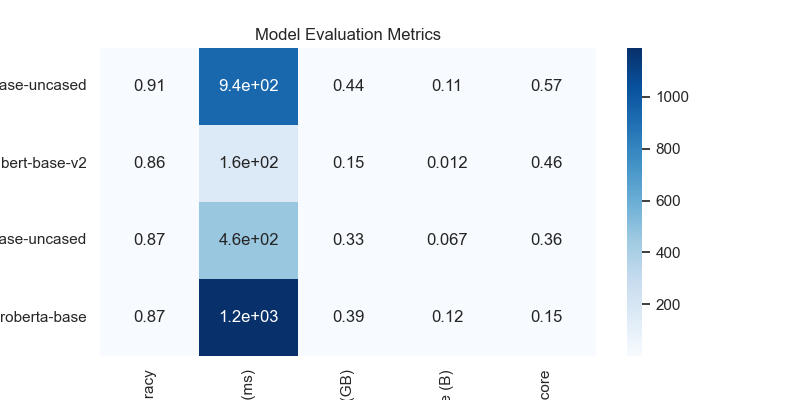 Model Evaluation Metrics
ase-uncased 0.91 9.4e+02 0.44 0.11 0.57
bert-base-v2 0.86 1.6e+02 0.15 0.012 0.46
ase-uncased 0.87 4.6e+02 0.33 0.067 0.36
roberta-base 0.87 1.2e+03 0.39 0.12 0.15
racy (ms) (GB) e (B) core
1000
800
600
400
200